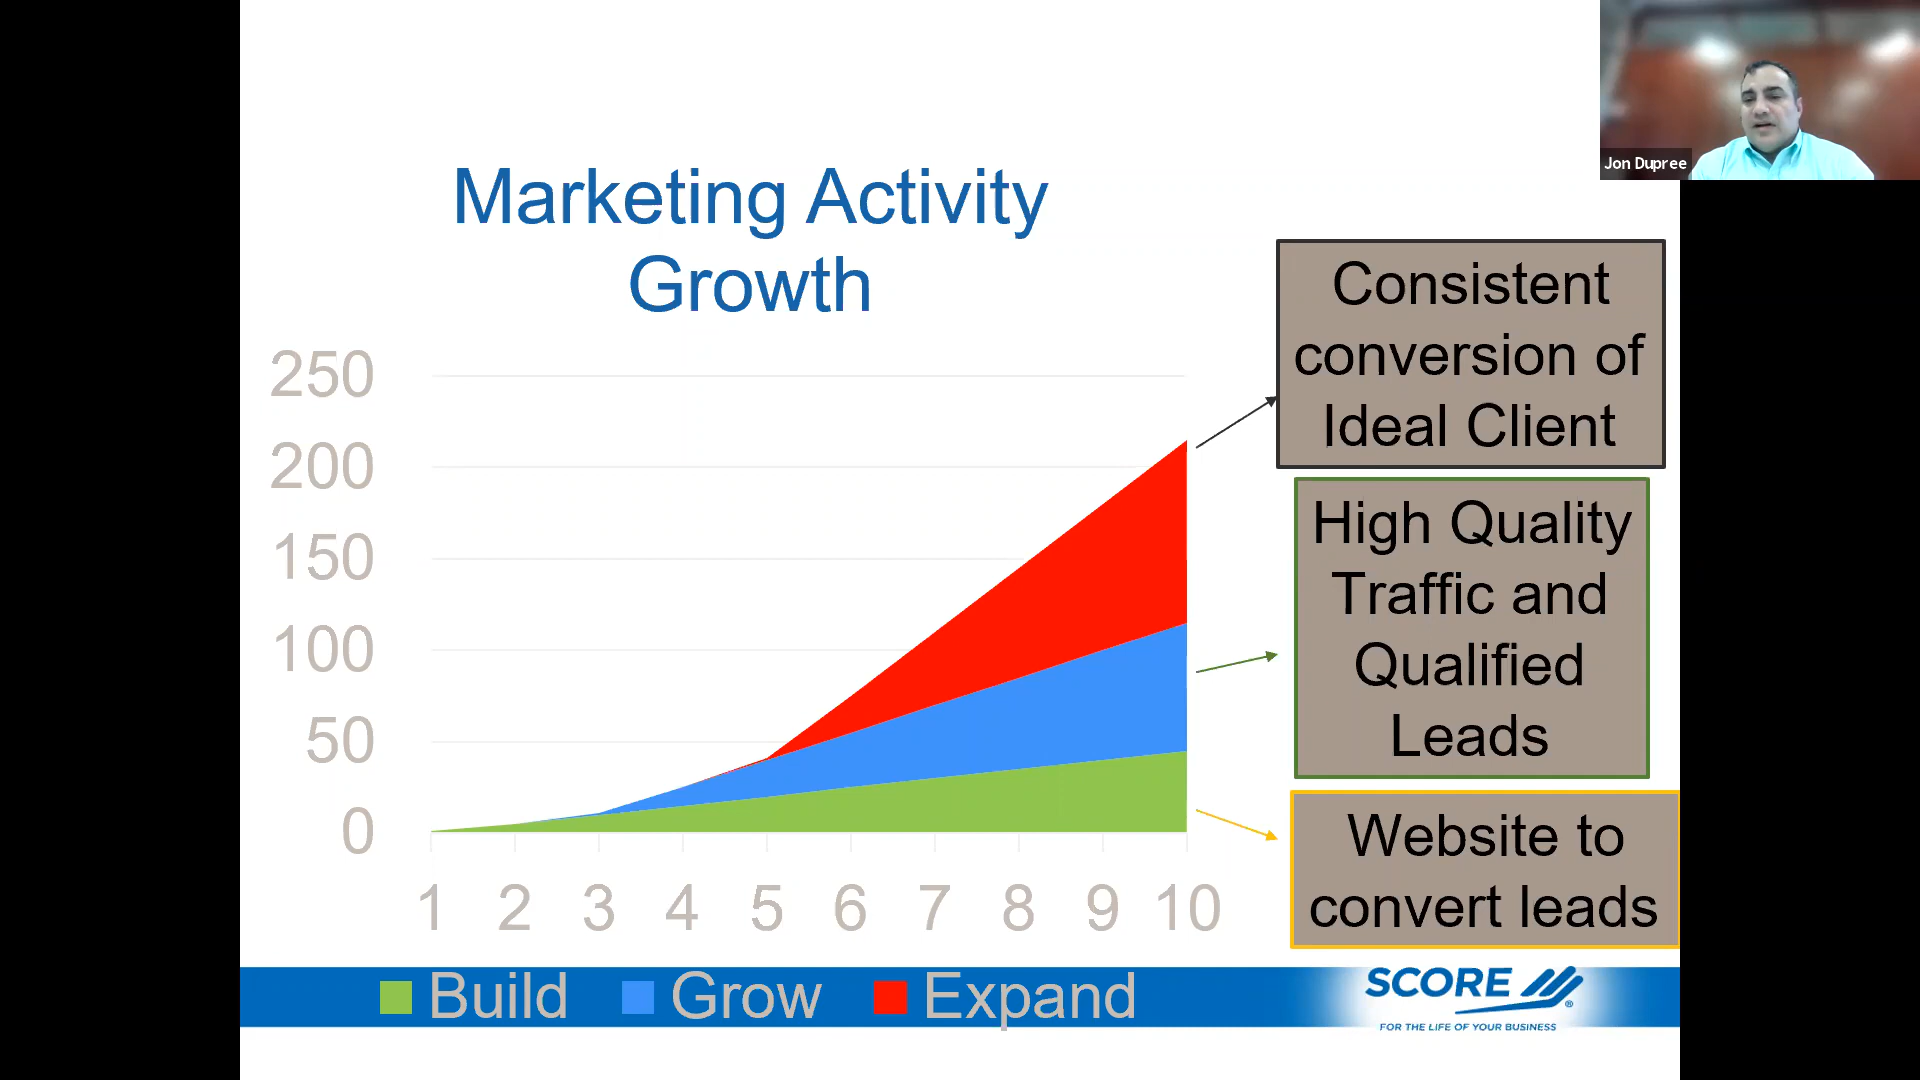 Jon Dupree
Marketing Activity
Growth
250
200
150
100
50
0
1 2 3 4 5 6 7 8 9 10
Build Grow Expand
Consistent
conversion of
Ideal Client
High Quality
Traffic and
Qualified
Leads
Website to
convert leads
SCORE
®
FOR THE LIFE OF YOUR BUSINESS